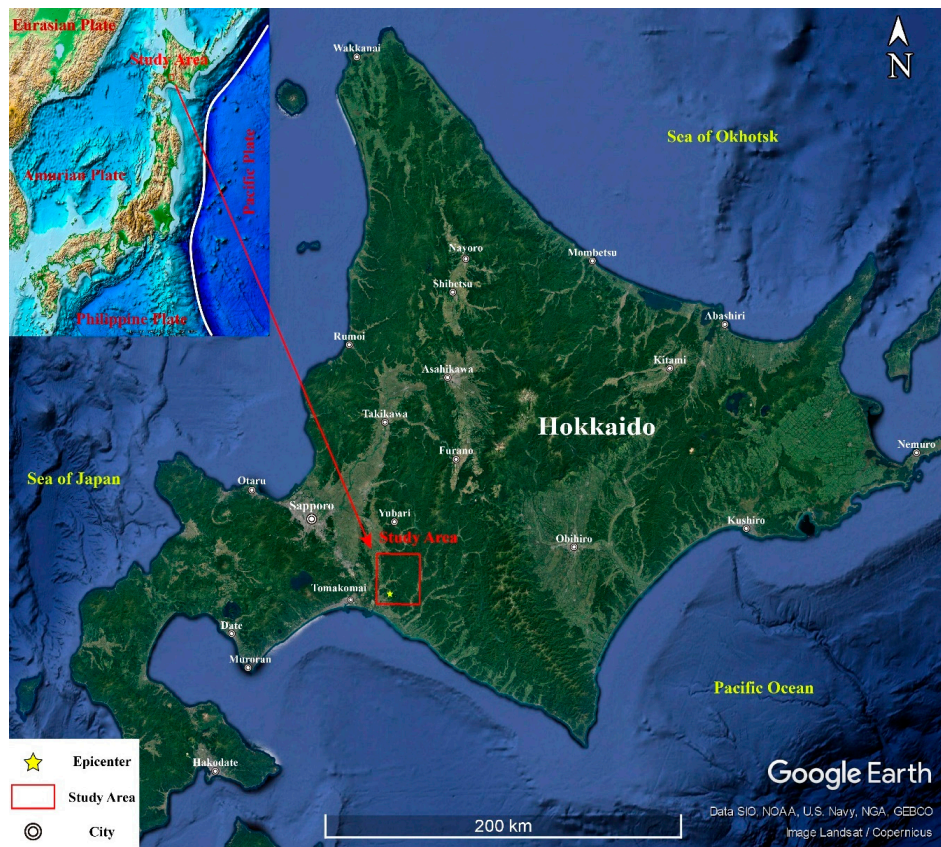 Eurasian Plate
Study Area
Amurian Plate
Pacific Plate
Philippine Plate
N
Wakkanai
Sea of Okhotsk
Nayoro
Mombetsu
Shibetsu
Abashiri
Rumoi
Kitami
Asahikawa
Takikawa
Hokkaido
Furano
Nemuro
Sea of Japan
Otaru
Sapporo
Yubari
Kushiro
Study Area
Obihiro
Tomakomai
Date
Muroran
Pacific Ocean
Hakodate
Epicenter
Study Area
City
200 km
Google Earth
Data SIO, NOAA, U.S. Navy, NGA, GEBCO
Image Landsat / Copernicus